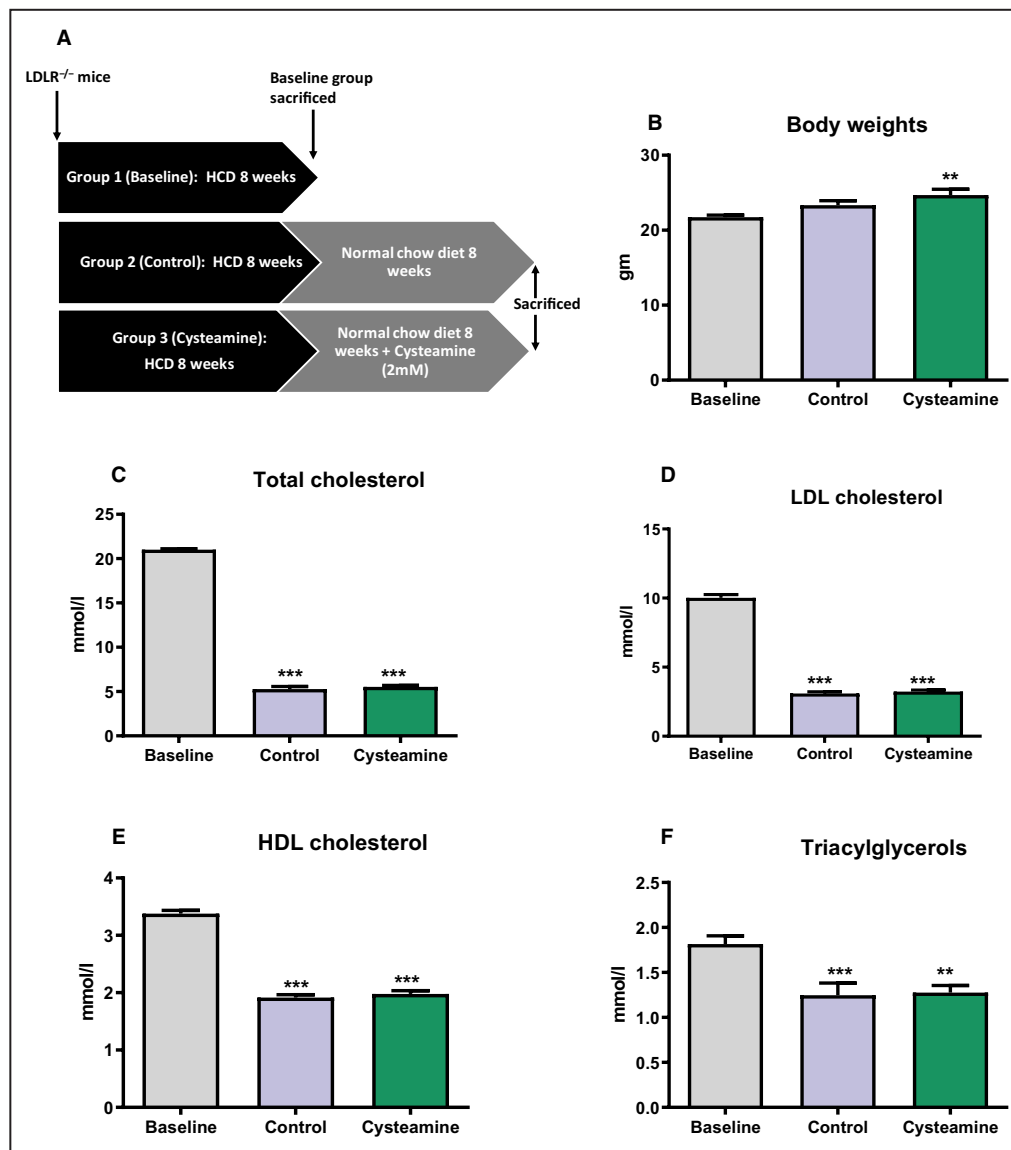 A
LDLR–/– mice
Baseline group
sacrificed
Group 1 (Baseline): HCD 8 weeks
Group 2 (Control): HCD 8 weeks
Normal chow diet 8
weeks
Sacrificed
Group 3 (Cysteamine):
HCD 8 weeks
Normal chow diet 8
weeks + Cysteamine
(2mM)
B
Body weights
30
20
10
0
gm
**
Baseline
Control
Cysteamine
C
Total cholesterol
25
20
15
10
5
0
mmol/l
***
***
Baseline
Control
Cysteamine
D
LDL cholesterol
15
10
5
0
mmol/l
***
***
Baseline
Control
Cysteamine
E
HDL cholesterol
4
3
2
1
0
mmol/l
***
***
Baseline
Control
Cysteamine
F
Triacylglycerols
2.5
2.0
1.5
1.0
0.5
0.0
mmol/l
***
**
Baseline
Control
Cysteamine